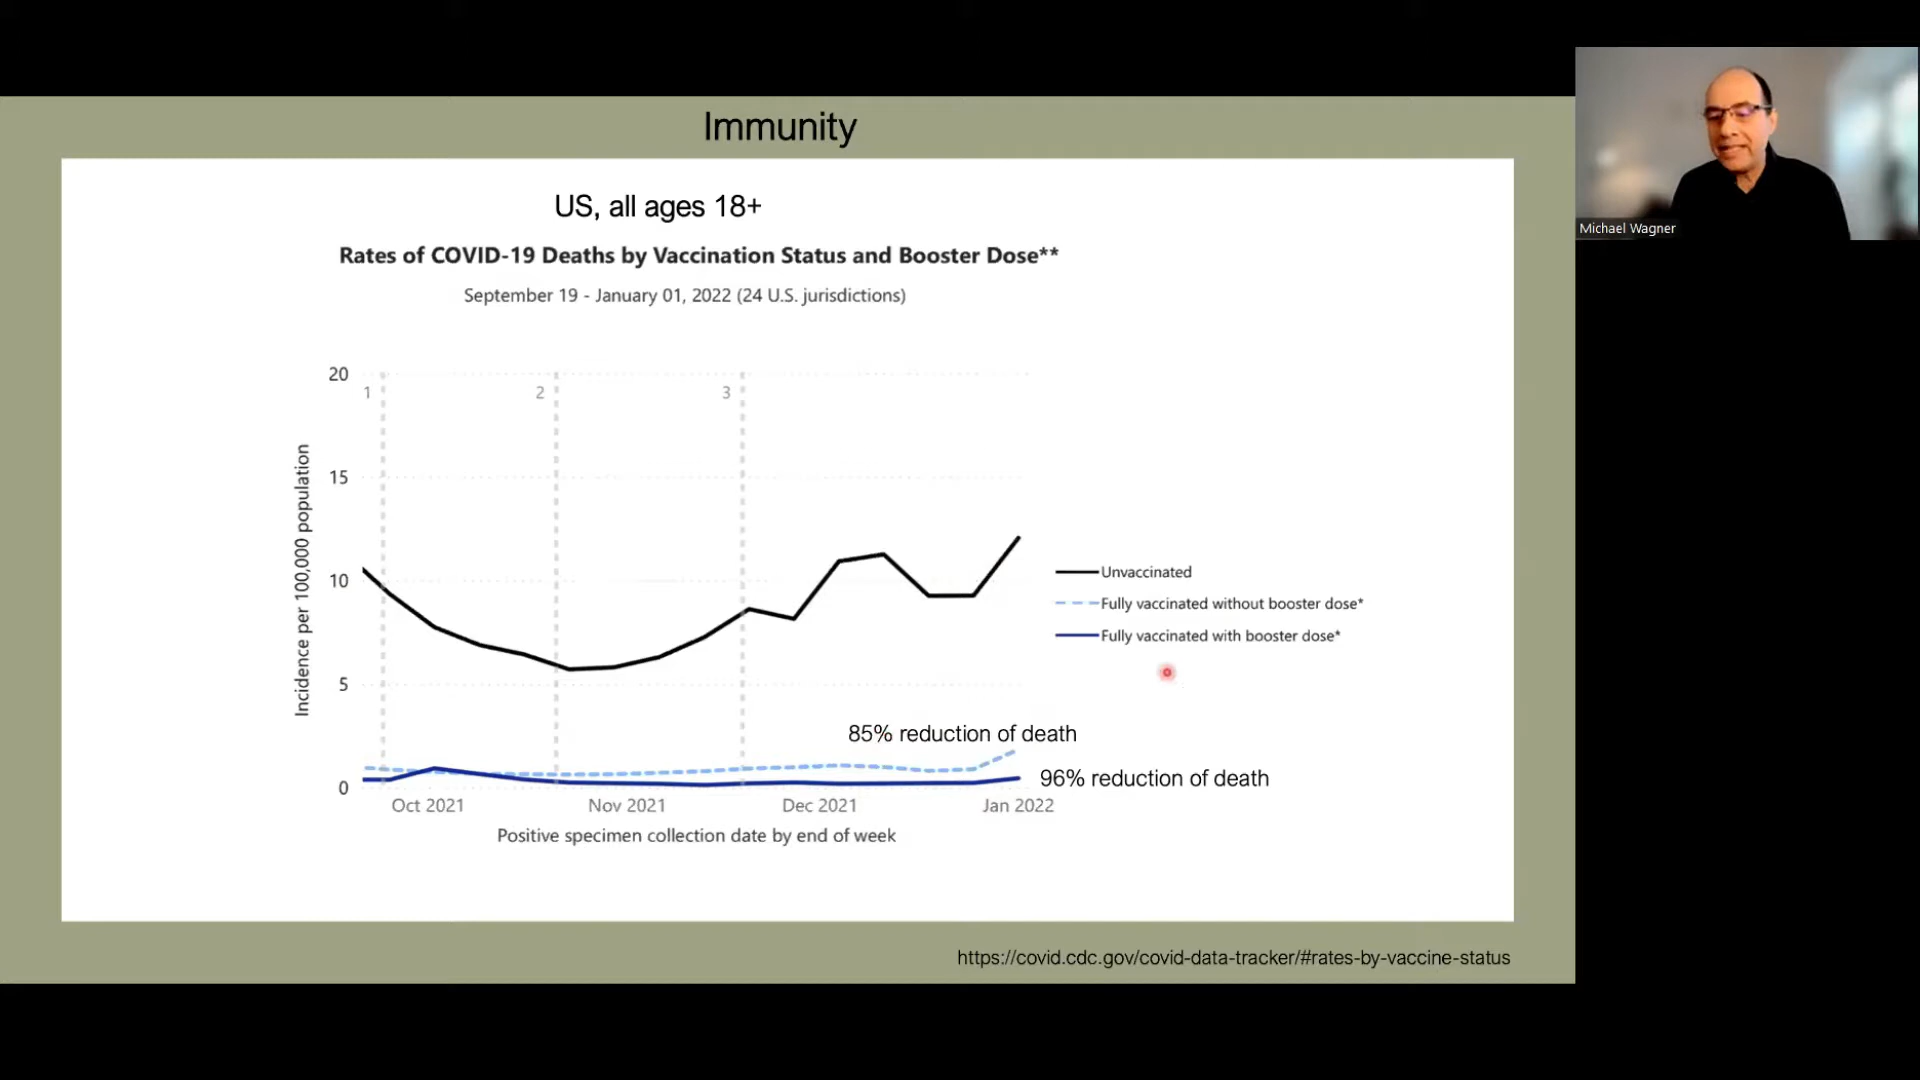 Immunity
US, all ages 18+
Rates of COVID-19 Deaths by Vaccination Status and Booster Dose**
September 19 - January 01, 2022 (24 U.S. jurisdictions)
20
1
2
3
15
10
5
0
Incidence per 100,000 population
Unvaccinated
Fully vaccinated without booster dose*
Fully vaccinated with booster dose*
85% reduction of death
96% reduction of death
Oct 2021
Nov 2021
Dec 2021
Jan 2022
Positive specimen collection date by end of week
https://covid.cdc.gov/covid-data-tracker/#rates-by-vaccine-status
Michael Wagner